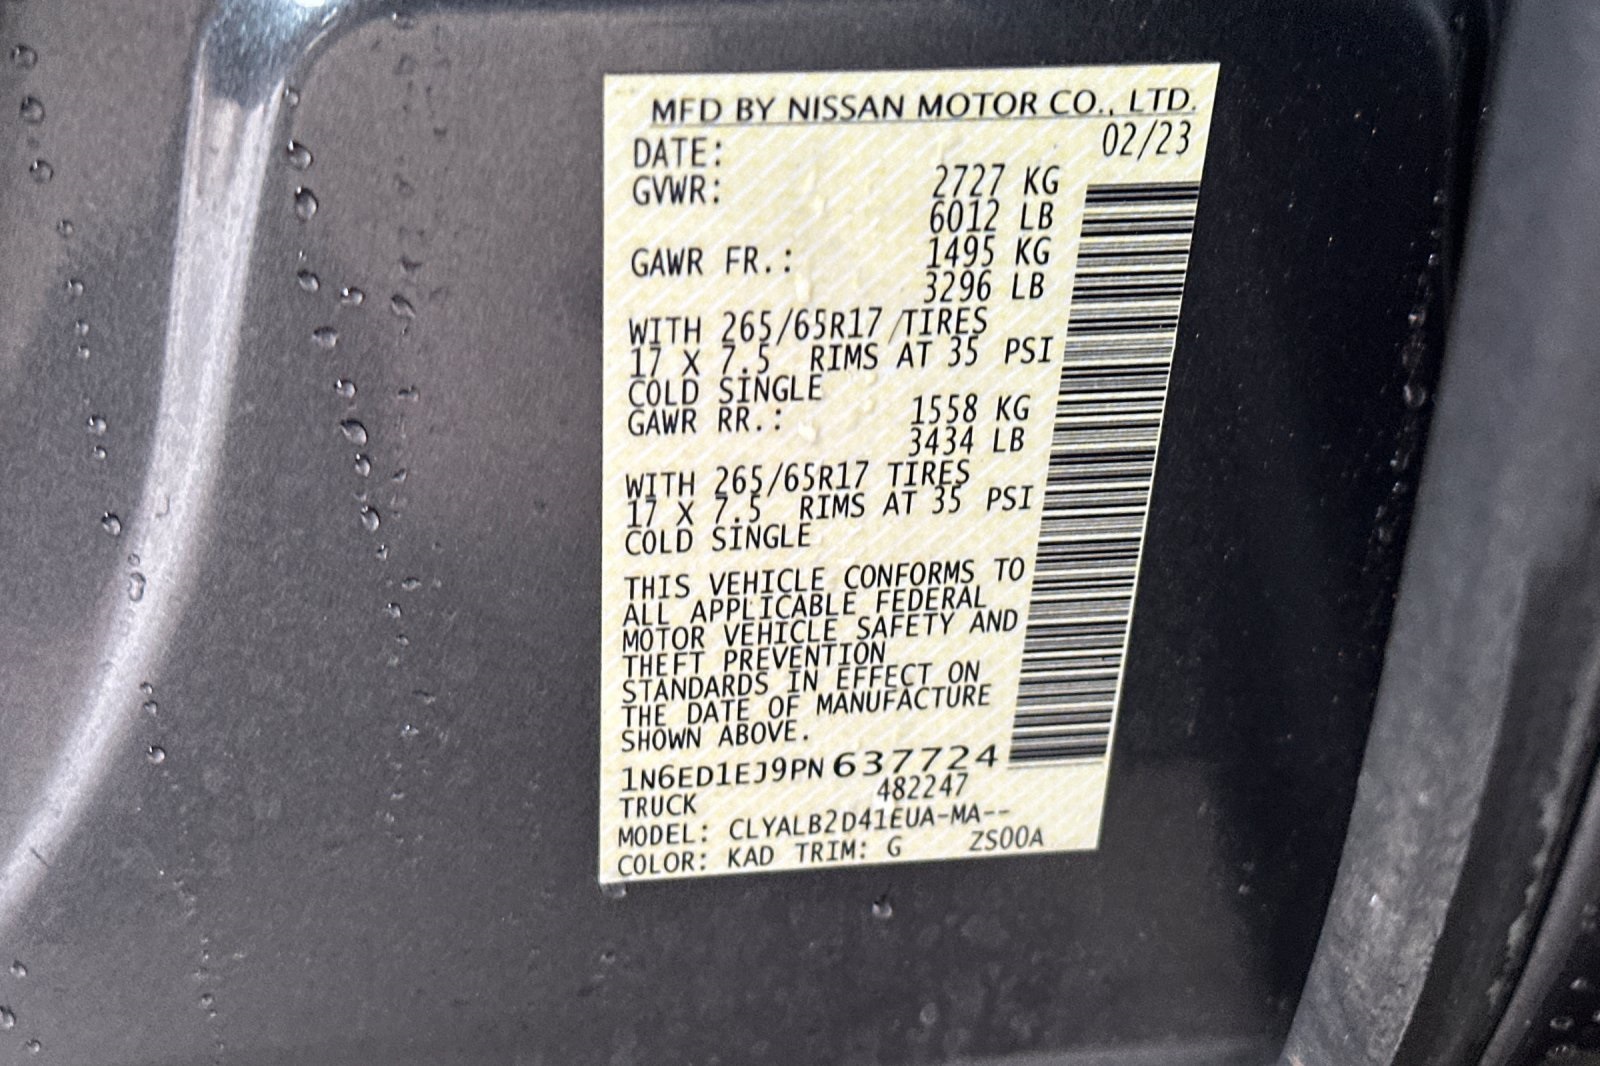 MFD BY NISSAN MOTOR CO., LTD.
DATE: 02/23
GVWR: 2727 KG
6012 LB
GAWR FR.: 1495 KG
3296 LB
WITH 265/65R17 TIRES
17 X 7.5 RIMS AT 35 PSI
COLD SINGLE
GAWR RR.: 1558 KG
3434 LB
WITH 265/65R17 TIRES
17 X 7.5 RIMS AT 35 PSI
COLD SINGLE
THIS VEHICLE CONFORMS TO
ALL APPLICABLE FEDERAL
MOTOR VEHICLE SAFETY AND
THEFT PREVENTION
STANDARDS IN EFFECT ON
THE DATE OF MANUFACTURE
SHOWN ABOVE.
1N6ED1EJ9PN637724
TRUCK 482247
MODEL: CLYALB2D41EUA-MA--
COLOR: KAD TRIM: G ZS00A